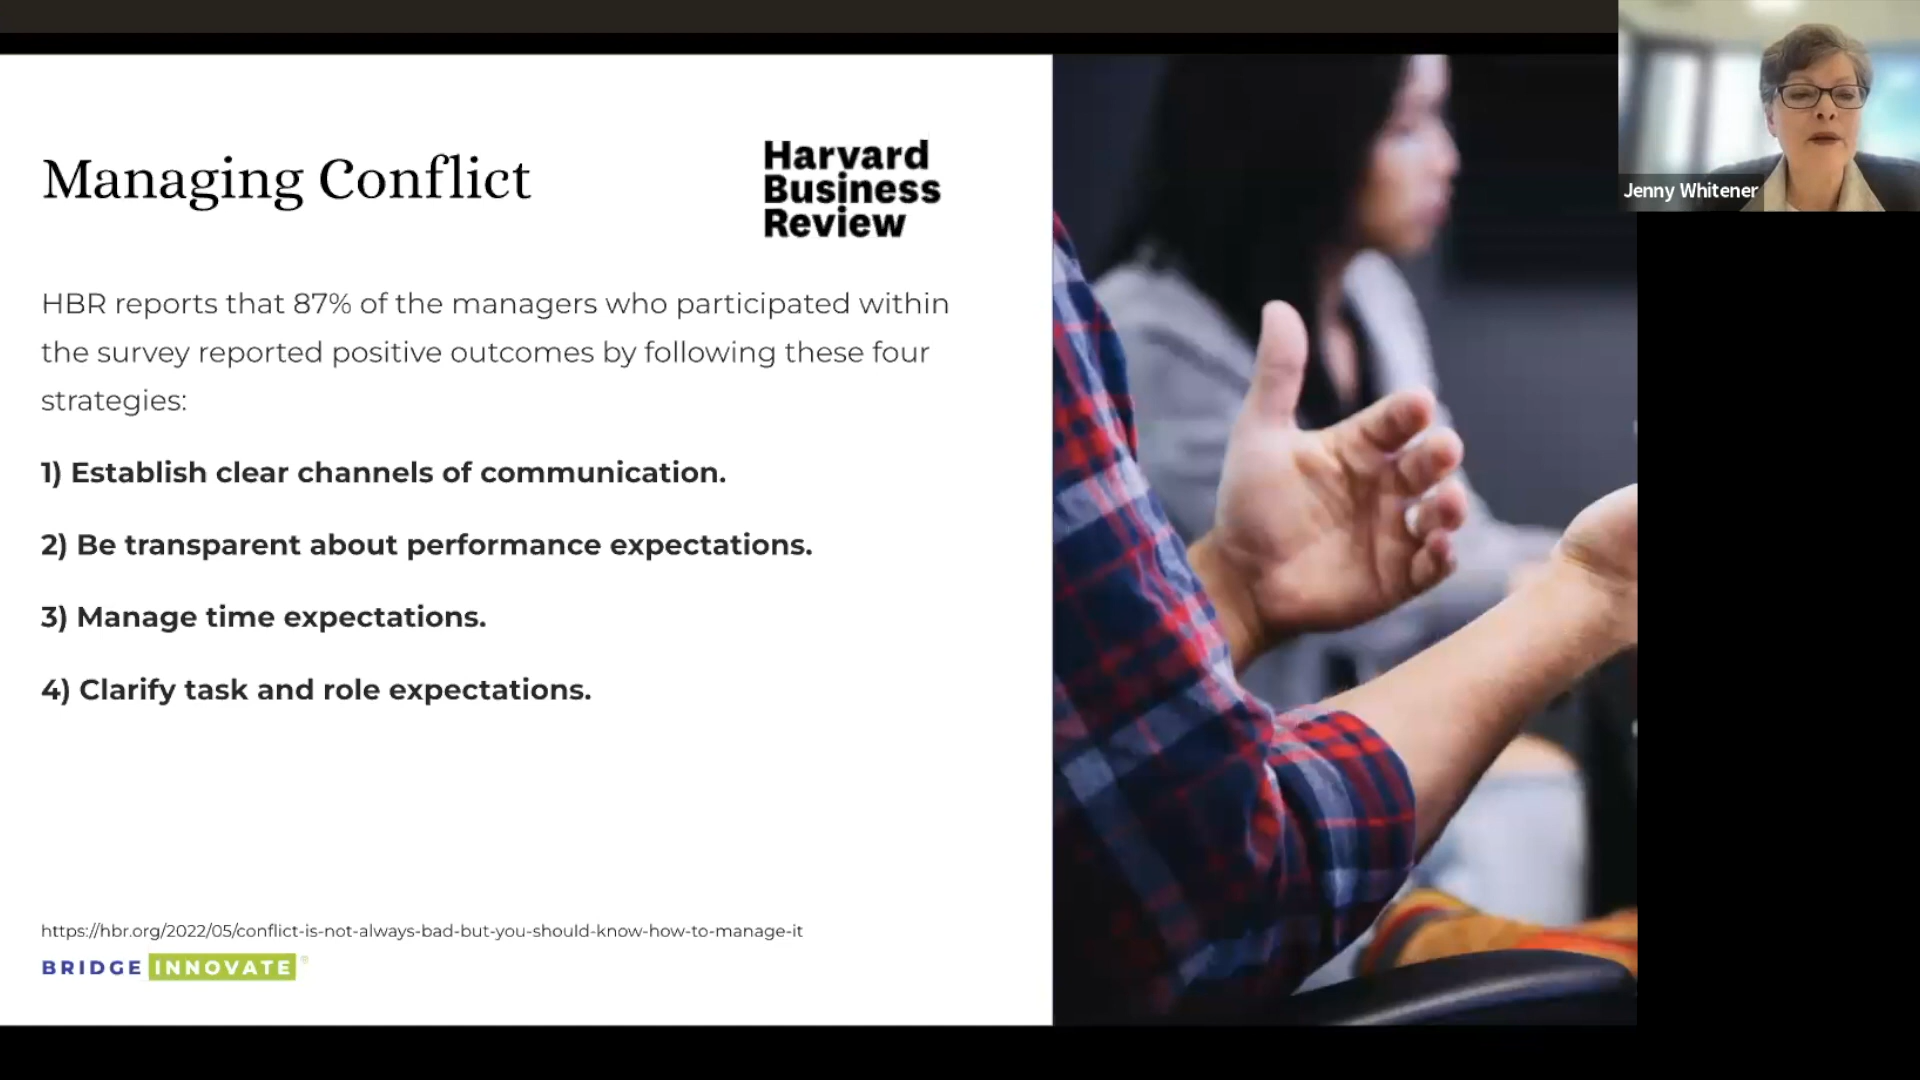 Managing Conflict
Harvard
Business
Review
HBR reports that 87% of the managers who participated within
the survey reported positive outcomes by following these four
strategies:
1) Establish clear channels of communication.
2) Be transparent about performance expectations.
3) Manage time expectations.
4) Clarify task and role expectations.
https://hbr.org/2022/05/conflict-is-not-always-bad-but-you-should-know-how-to-manage-it
BRIDGE INNOVATE®
Jenny Whitener